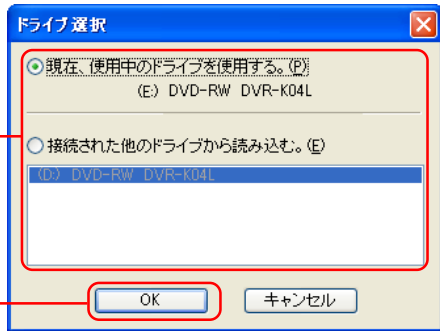 ドライブ選択
現在、使用中のドライブを使用する。(P)
(E:) DVD-RW DVR-K04L
接続された他のドライブから読み込む。(E)
(D:) DVD-RW DVR-K04L
OK
キャンセル